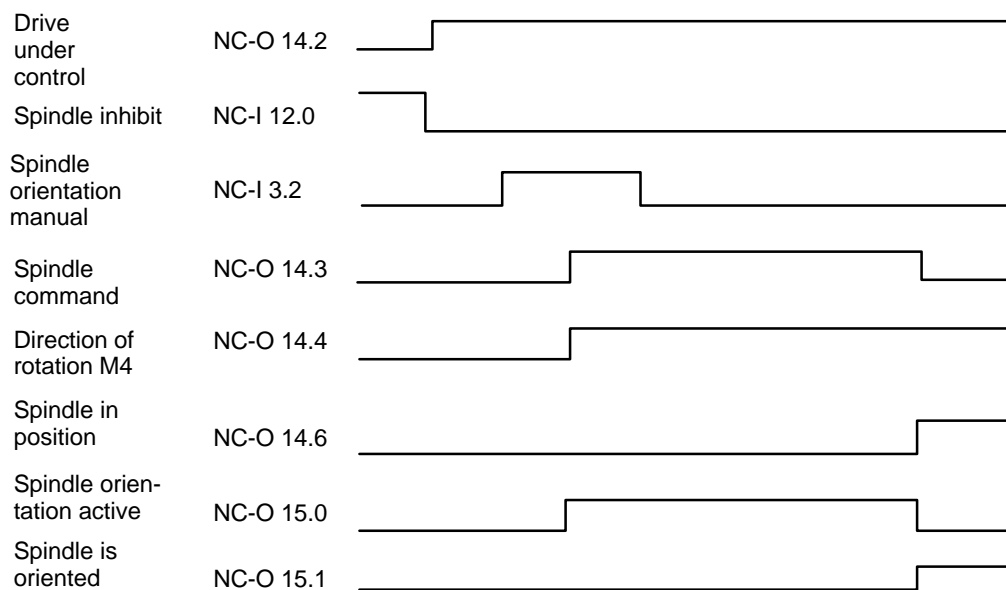 Drive
under
control
NC-O 14.2
Spindle inhibit
NC-I 12.0
Spindle
orientation
manual
NC-I 3.2
Spindle
command
NC-O 14.3
Direction of
rotation M4
NC-O 14.4
Spindle in
position
NC-O 14.6
Spindle orien-
tation active
NC-O 15.0
Spindle is
oriented
NC-O 15.1